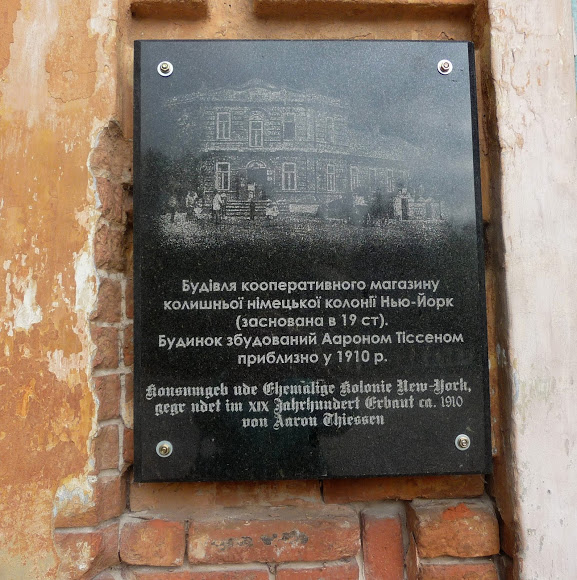 Будівля кооперативного магазину
колишньої німецької колонії Нью-Йорк
(заснована в 19 ст).
Будинок збудований Аароном Тіссеном
приблизно у 1910 р.
Konsumgeb ude Ehemalige Kolonie New-York,
gegr ndet im XIX Jahrhundert Erbaut ca. 1910
von Aaron Thiessen